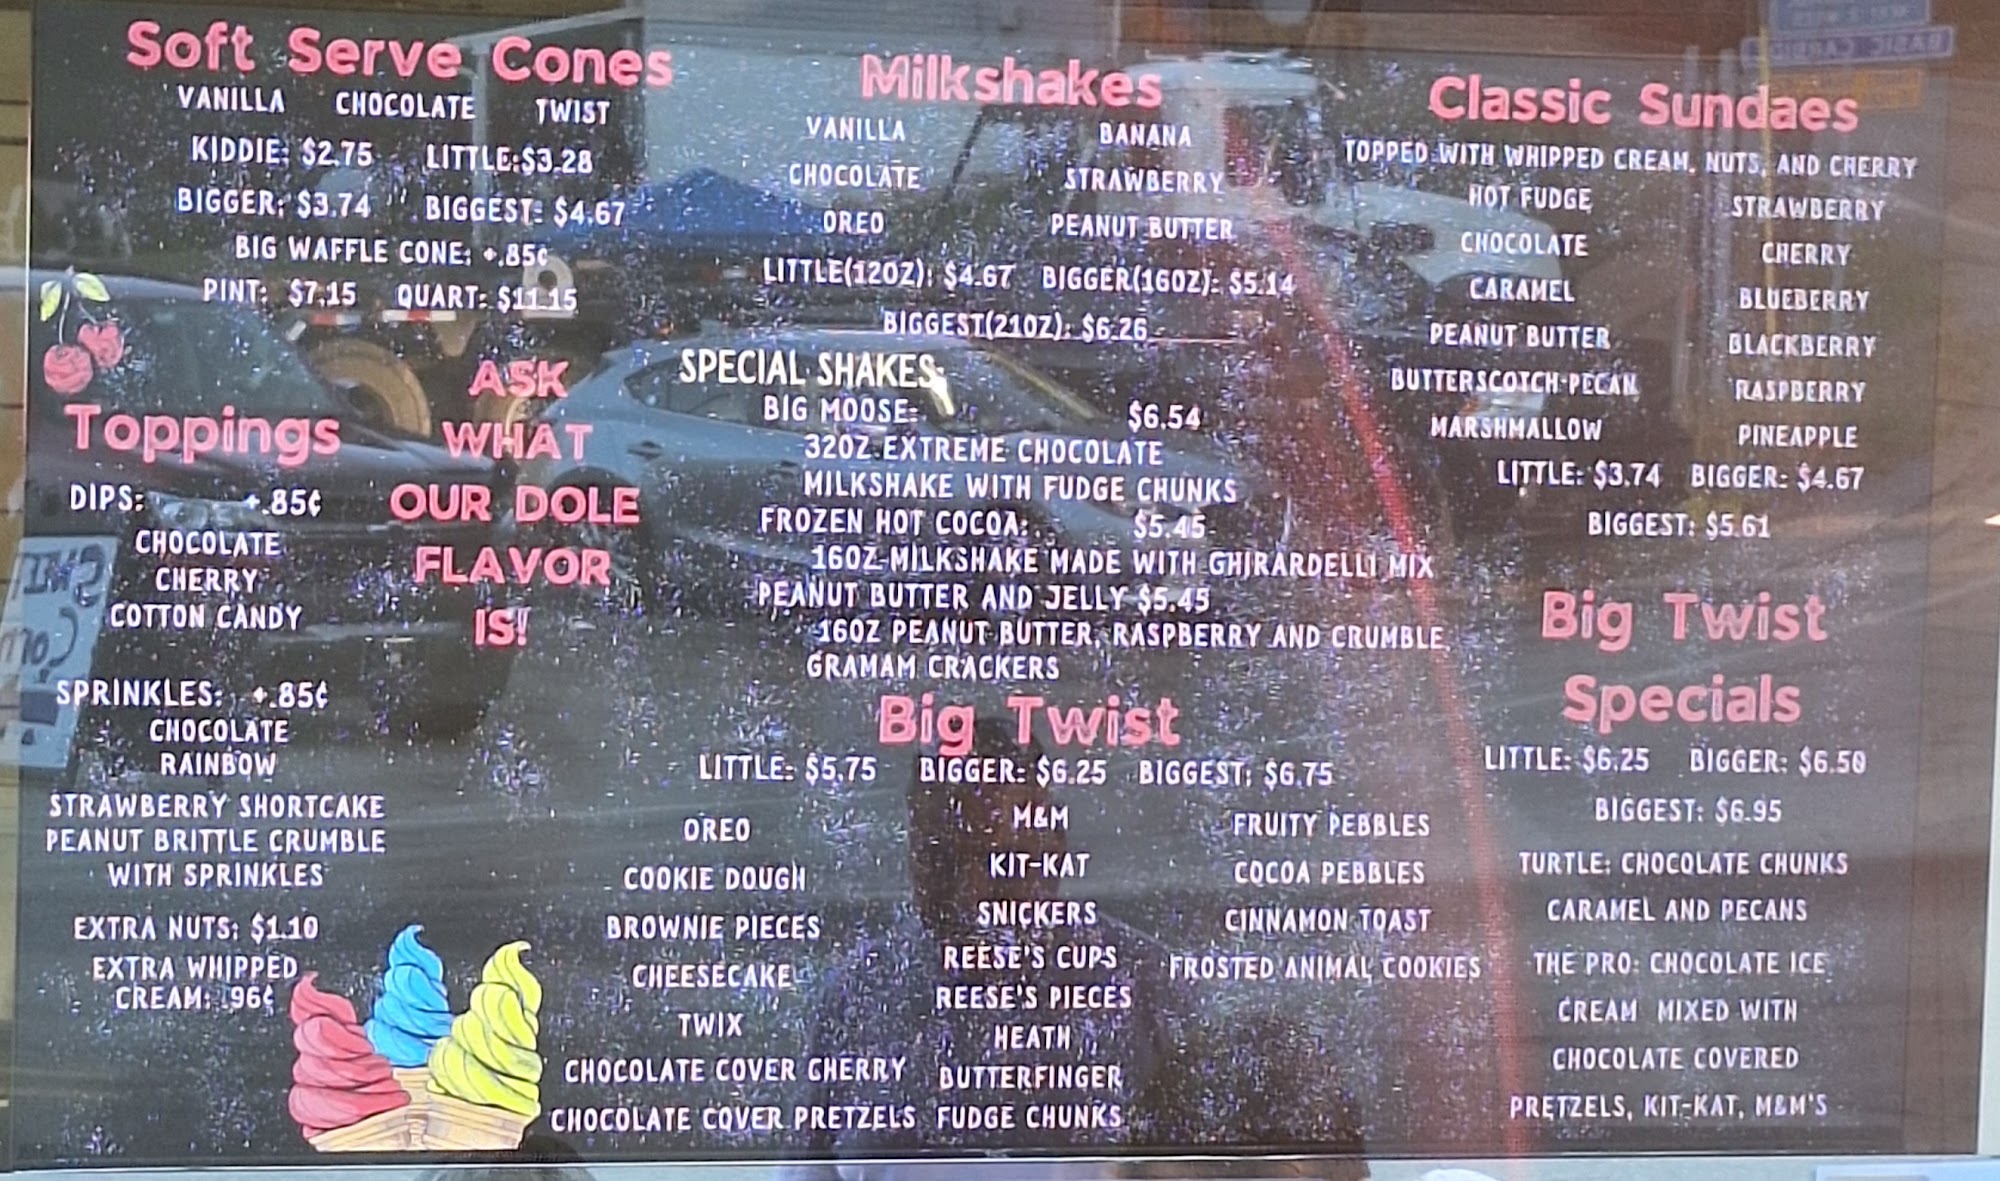 Soft Serve Cones
VANILLA CHOCOLATE TWIST
KIDDIE: $2.75 LITTLE:$3.28
BIGGER: $3.74 BIGGEST: $4.67
BIG WAFFLE CONE: +.85¢
PINT: $7.15 QUART: $11.15
ASK
WHAT
OUR DOLE
FLAVOR
IS!
Toppings
DIPS: +.85¢
CHOCOLATE
CHERRY
COTTON CANDY
SPRINKLES: +.85¢
CHOCOLATE
RAINBOW
STRAWBERRY SHORTCAKE
PEANUT BRITTLE CRUMBLE
WITH SPRINKLES
EXTRA NUTS: $1.10
EXTRA WHIPPED
CREAM: .96¢
Milkshakes
VANILLA BANANA
CHOCOLATE STRAWBERRY
OREO PEANUT BUTTER
LITTLE(12OZ): $4.67 BIGGER(16OZ): $5.14
BIGGEST(21OZ): $6.26
SPECIAL SHAKES:
BIG MOOSE: $6.54
32OZ EXTREME CHOCOLATE
MILKSHAKE WITH FUDGE CHUNKS
FROZEN HOT COCOA: $5.45
16OZ MILKSHAKE MADE WITH GHIRARDELLI MIX
PEANUT BUTTER AND JELLY $5.45
16OZ PEANUT BUTTER, RASPBERRY AND CRUMBLE
GRAMAM CRACKERS
Big Twist
LITTLE: $5.75 BIGGER: $6.25 BIGGEST: $6.75
OREO
COOKIE DOUGH
BROWNIE PIECES
CHEESECAKE
TWIX
CHOCOLATE COVER CHERRY
CHOCOLATE COVER PRETZELS
M&M
KIT-KAT
SNICKERS
REESE'S CUPS
REESE'S PIECES
HEATH
BUTTERFINGER
FUDGE CHUNKS
FRUITY PEBBLES
COCOA PEBBLES
CINNAMON TOAST
FROSTED ANIMAL COOKIES
Classic Sundaes
TOPPED WITH WHIPPED CREAM, NUTS, AND CHERRY
HOT FUDGE STRAWBERRY
CHOCOLATE CHERRY
CARAMEL BLUEBERRY
PEANUT BUTTER BLACKBERRY
BUTTERSCOTCH PECAN RASPBERRY
MARSHMALLOW PINEAPPLE
LITTLE: $3.74 BIGGER: $4.67
BIGGEST: $5.61
Big Twist
Specials
LITTLE: $6.25 BIGGER: $6.50
BIGGEST: $6.95
TURTLE: CHOCOLATE CHUNKS
CARAMEL AND PECANS
THE PRO: CHOCOLATE ICE
CREAM MIXED WITH
CHOCOLATE COVERED
PRETZELS, KIT-KAT, M&M'S